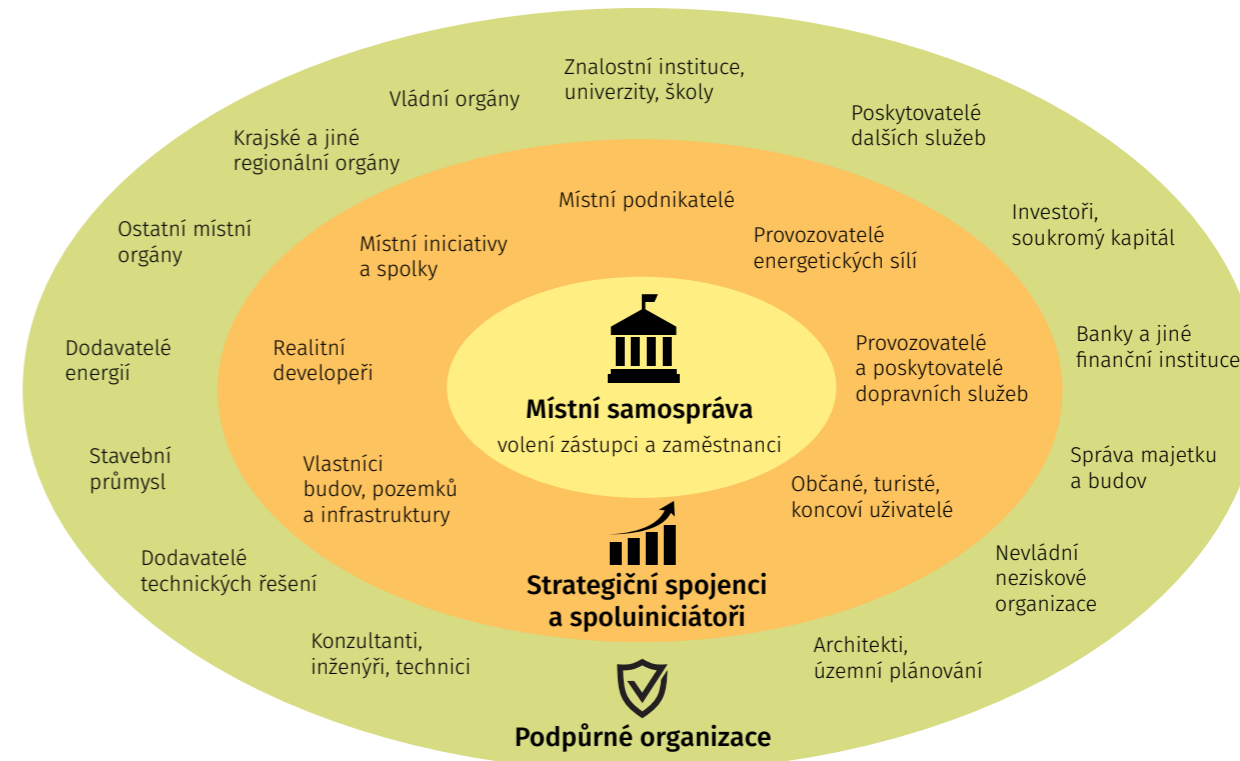 Znalostní instituce,
univerzity, školy
Vládní orgány
Poskytovatelé
dalších služeb
Krajské a jiné
regionální orgány
Místní podnikatelé
Investoři,
soukromý kapitál
Ostatní místní
orgány
Místní iniciativy
a spolky
Provozovatelé
energetických sílí
Dodavatelé
energií
Realitní
developeři
Provozovatelé
a poskytovatelé
dopravních služeb
Banky a jiné
finanční instituce
Místní samospráva
volení zástupci a zaměstnanci
Stavební
průmysl
Vlastníci
budov, pozemků
a infrastruktury
Občané, turisté,
koncoví uživatelé
Správa majetku
a budov
Dodavatelé
technických řešení
Strategiční spojenci
a spoluiniciátoři
Nevládní
neziskové
organizace
Konzultanti,
inženýři, technici
Architekti,
územní plánování
Podpůrné organizace